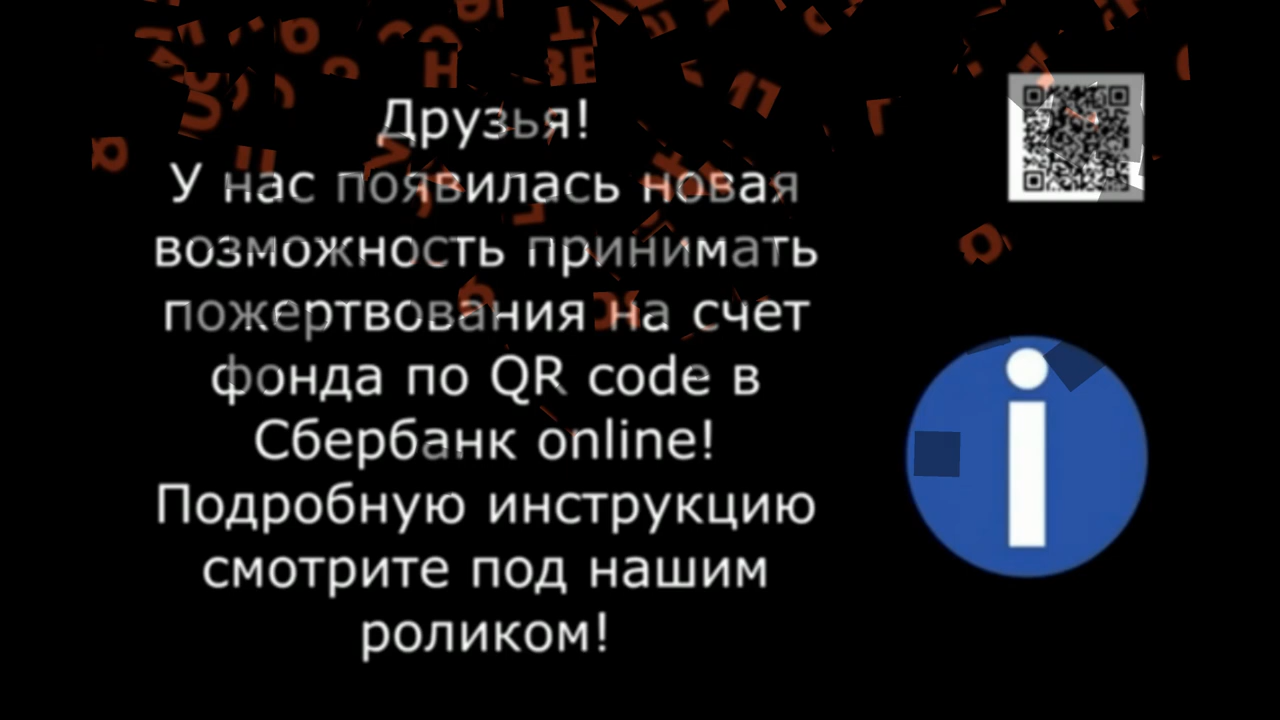 Друзья!
У нас появилась новая
возможность принимать
пожертвования на счет
фонда по QR code в
Сбербанк online!
Подробную инструкцию
смотрите под нашим
роликом!